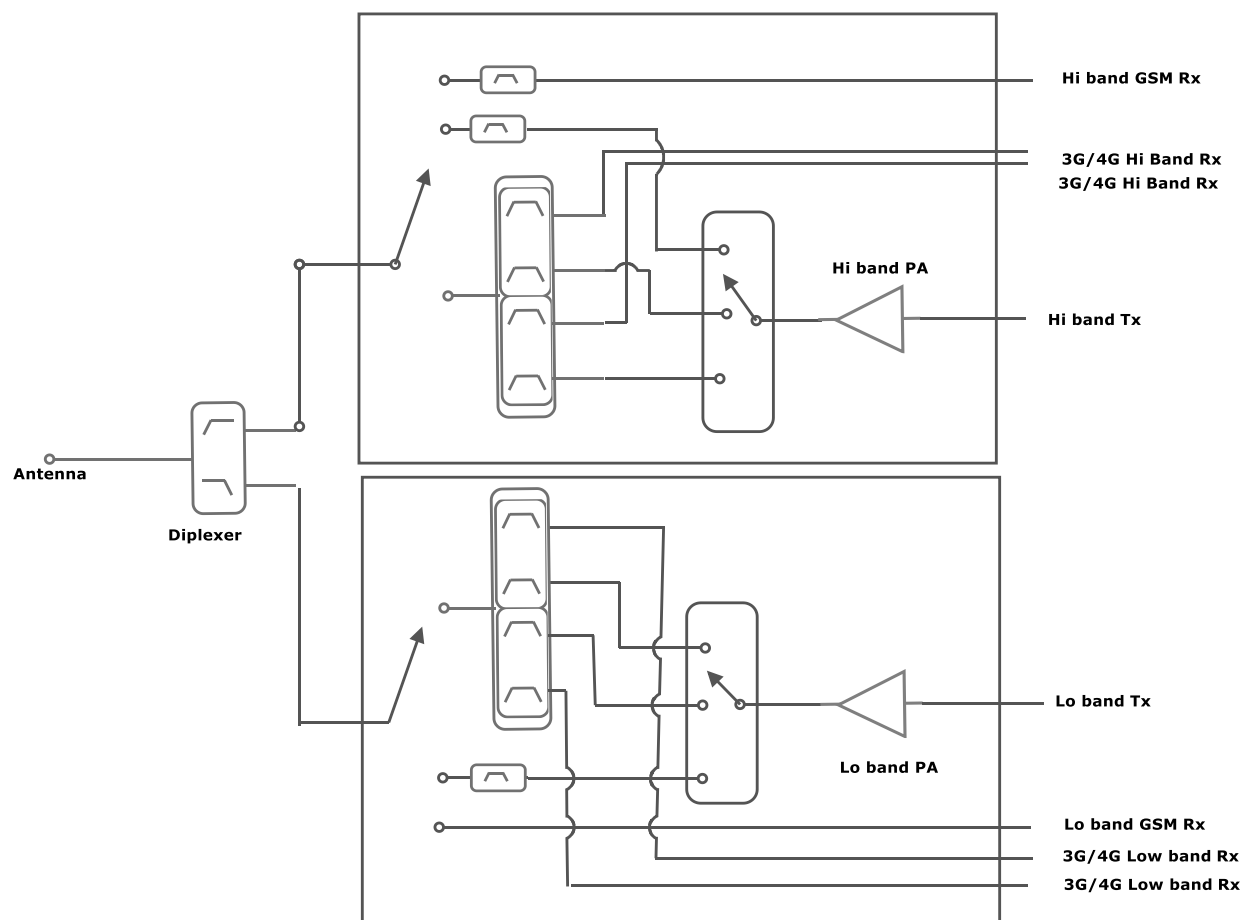 Hi band GSM Rx
3G/4G Hi Band Rx
3G/4G Hi Band Rx
Hi band PA
Hi band Tx
Antenna
Diplexer
Lo band Tx
Lo band PA
Lo band GSM Rx
3G/4G Low band Rx
3G/4G Low band Rx